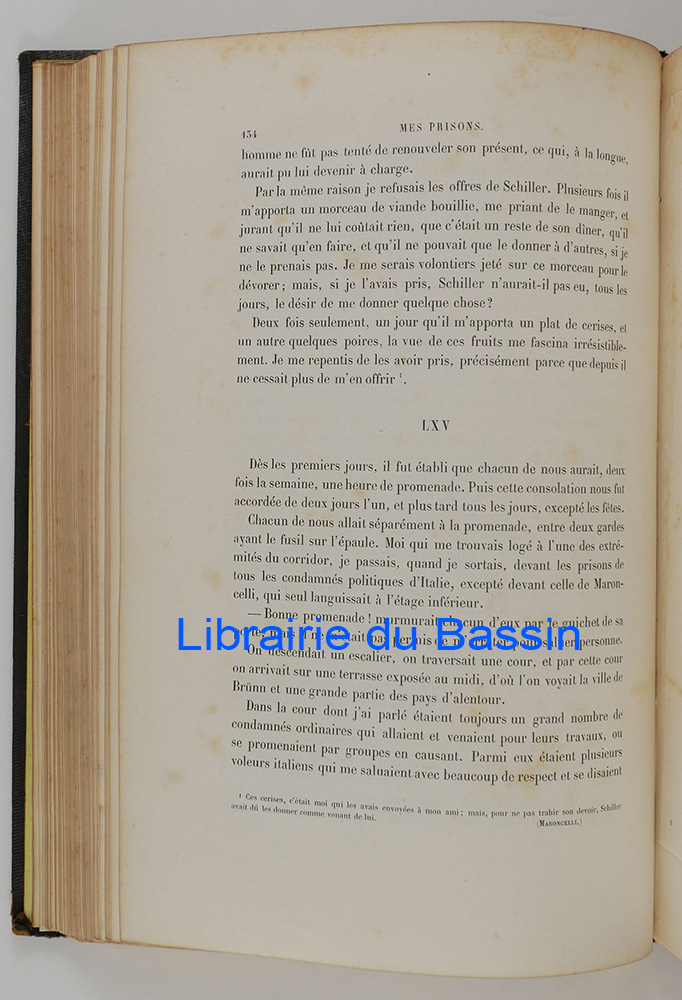 154
MES PRISONS.
homme ne fût pas tenté de renouveler son présent, ce qui, à la longue,
aurait pu lui devenir à charge.
Par la même raison je refusais les offres de Schiller. Plusieurs fois il
m'apporta un morceau de viande bouillie, me priant de le manger, et
jurant qu'il ne lui coûtait rien, que c'était un reste de son dîner, qu'il
ne savait qu'en faire, et qu'il ne pouvait que le donner à d'autres, si je
ne le prenais pas. Je me serais volontiers jeté sur ce morceau pour le
dévorer; mais, si je l'avais pris, Schiller n'aurait-il pas eu, tous les
jours, le désir de me donner quelque chose?
Deux fois seulement, un jour qu'il m'apporta un plat de cerises, et
un autre quelques poires, la vue de ces fruits me fascina irrésistible-
ment. Je me repentis de les avoir pris, précisément parce que depuis il
ne cessait plus de m'en offrir ¹.
LXV
Dès les premiers jours, il fut établi que chacun de nous aurait, deux
fois la semaine, une heure de promenade. Puis cette consolation nous fut
accordée de deux jours l'un, et plus tard tous les jours, excepté les fêtes.
Chacun de nous allait séparément à la promenade, entre deux gardes
ayant le fusil sur l'épaule. Moi qui me trouvais logé à l'une des extré-
mités du corridor, je passais, quand je sortais, devant les prisons de
tous les condamnés politiques d'Italie, excepté devant celle de Maron-
celli, qui seul languissait à l'étage inférieur.
— Bonne promenade! murmurait chacun d'eux par le guichet de sa
Librairie du Bassin
mais pas permis de personne.
On descendait un escalier, on traversait une cour, et par cette cour
on arrivait sur une terrasse exposée au midi, d'où l'on voyait la ville de
Brünn et une grande partie des pays d'alentour.
Dans la cour dont j'ai parlé étaient toujours un grand nombre de
condamnés ordinaires qui allaient et venaient pour leurs travaux, ou
se promenaient par groupes en causant. Parmi eux étaient plusieurs
voleurs italiens qui me saluaient avec beaucoup de respect et se disaient
¹ Ces cerises, c'était moi qui les avais envoyées à mon ami; mais, pour ne pas trahir son devoir, Schiller
avait dû les donner comme venant de lui.
(MARONCELLI.)